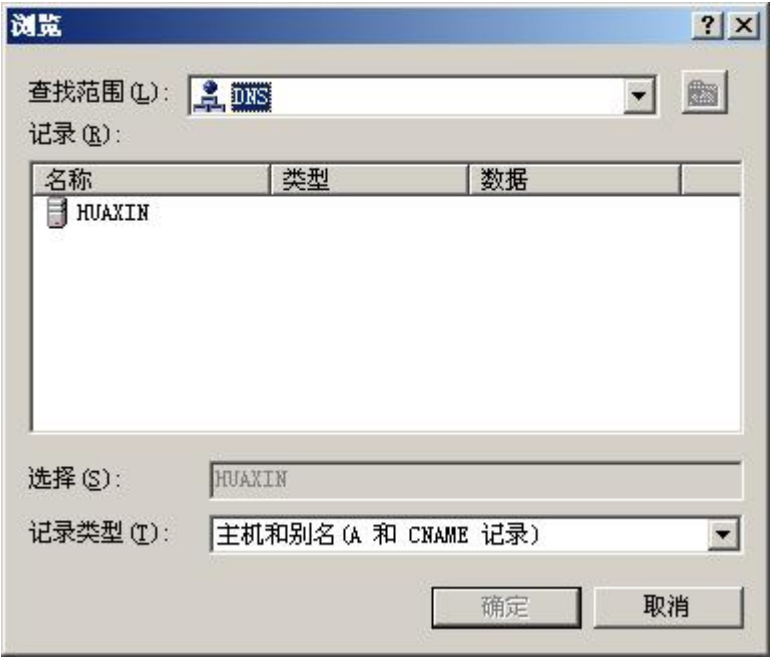 浏览
查找范围(L): DNS
记录(R):
名称 类型 数据
HUAXIN
选择(S): HUAXIN
记录类型(T): 主机和别名(A 和 CNAME 记录)
确定 取消